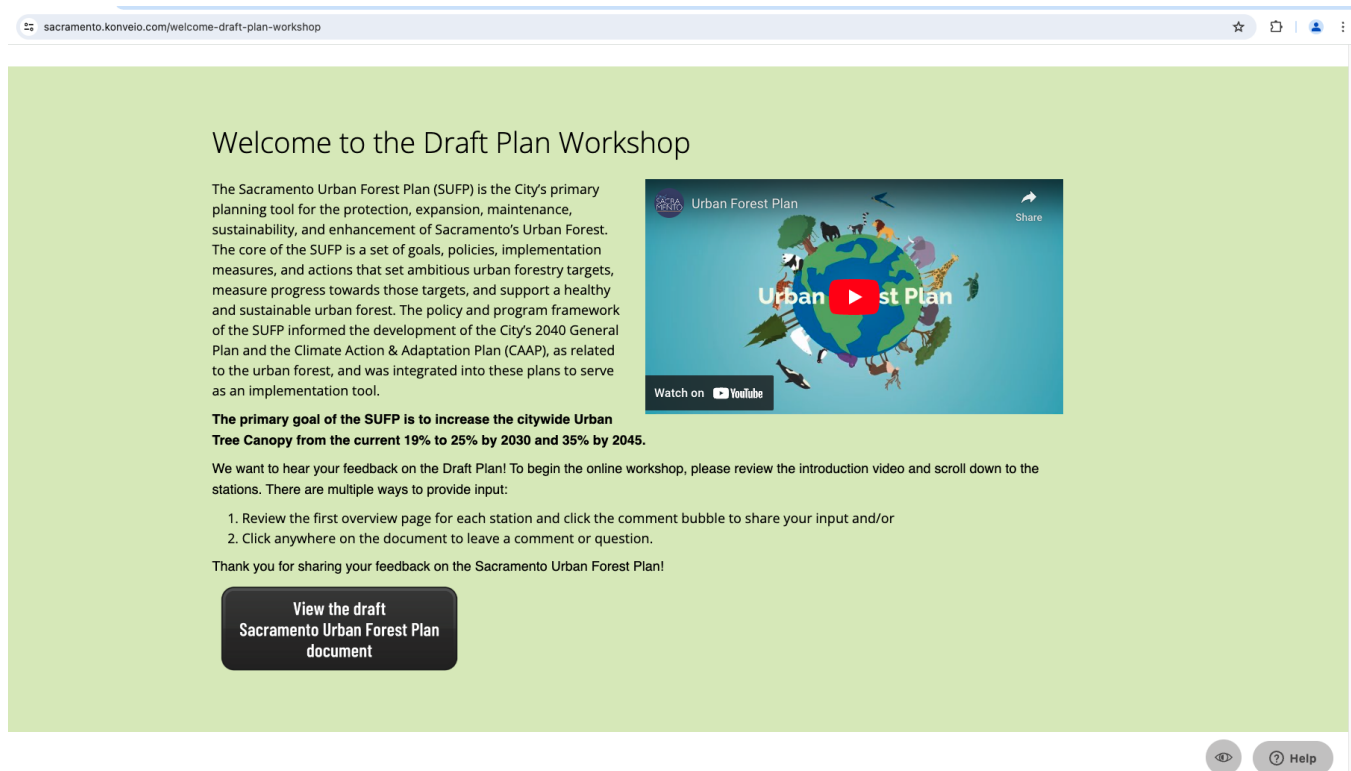 sacramento.konveio.com/welcome-draft-plan-workshop
Welcome to the Draft Plan Workshop
The Sacramento Urban Forest Plan (SUFP) is the City's primary
planning tool for the protection, expansion, maintenance,
sustainability, and enhancement of Sacramento's Urban Forest.
The core of the SUFP is a set of goals, policies, implementation
measures, and actions that set ambitious urban forestry targets,
measure progress towards those targets, and support a healthy
and sustainable urban forest. The policy and program framework
of the SUFP informed the development of the City's 2040 General
Plan and the Climate Action & Adaptation Plan (CAAP), as related
to the urban forest, and was integrated into these plans to serve
as an implementation tool.
SACRA
MENTO
Urban Forest Plan
Share
Urban
st Plan
Watch on YouTube
The primary goal of the SUFP is to increase the citywide Urban
Tree Canopy from the current 19% to 25% by 2030 and 35% by 2045.
We want to hear your feedback on the Draft Plan! To begin the online workshop, please review the introduction video and scroll down to the
stations. There are multiple ways to provide input:
1. Review the first overview page for each station and click the comment bubble to share your input and/or
2. Click anywhere on the document to leave a comment or question.
Thank you for sharing your feedback on the Sacramento Urban Forest Plan!
View the draft
Sacramento Urban Forest Plan
document
Help